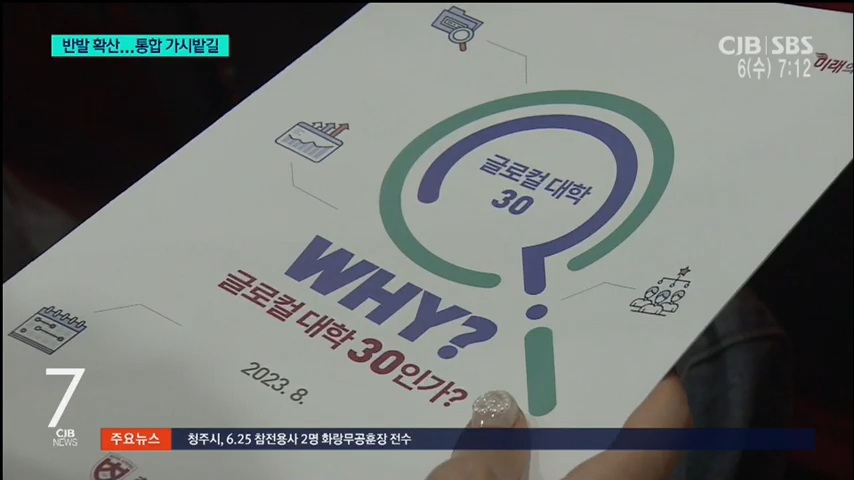 반발 확산...통합 가시밭길
CJB SBS
6(수) 7:12
미래의
글로컬 대학
30
WHY?
글로컬 대학 30인가?
2023. 8.
7
CJB
NEWS
주요뉴스
청주시, 6.25 참전용사 2명 화랑무공훈장 전수